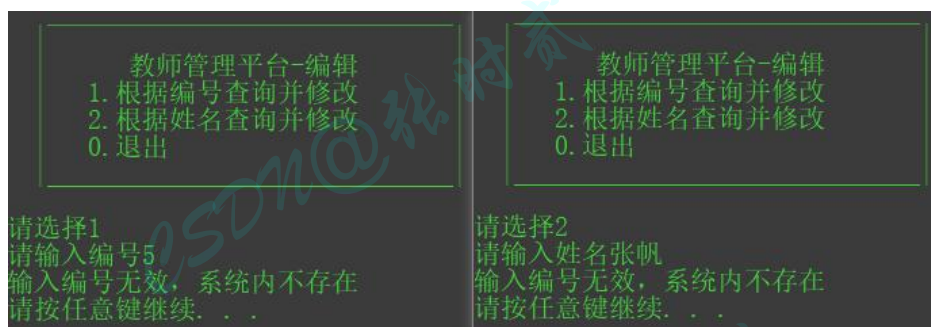 教师管理平台-编辑
1.根据编号查询并修改
2.根据姓名查询并修改
0.退出
请选择1
请输入编号5
输入编号无效，系统内不存在
请按任意键继续. . .
教师管理平台-编辑
1.根据编号查询并修改
2.根据姓名查询并修改
0.退出
请选择2
请输入姓名张帆
输入编号无效，系统内不存在
请按任意键继续. . .
CSDN@张时贰